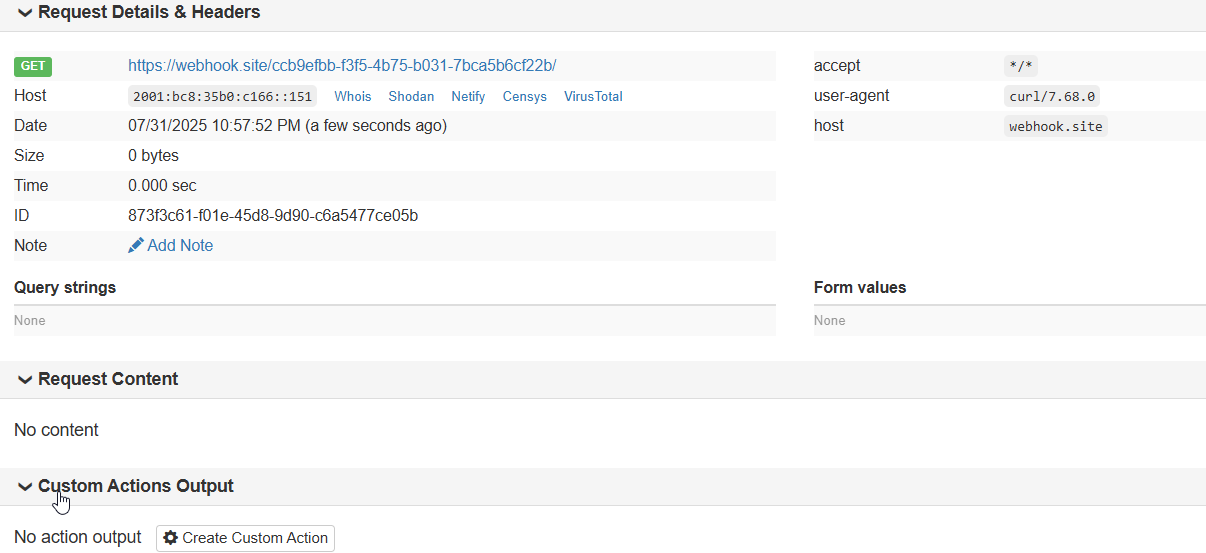 Request Details & Headers
GET https://webhook.site/ccb9efbb-f3f5-4b75-b031-7bca5b6cf22b/
Host 2001:bc8:35b0:c166::151 Whois Shodan Netify Censys VirusTotal
Date 07/31/2025 10:57:52 PM (a few seconds ago)
Size 0 bytes
Time 0.000 sec
ID 873f3c61-f01e-45d8-9d90-c6a5477ce05b
Note Add Note
accept */*
user-agent curl/7.68.0
host webhook.site
Query strings
None
Form values
None
Request Content
No content
Custom Actions Output
No action output Create Custom Action